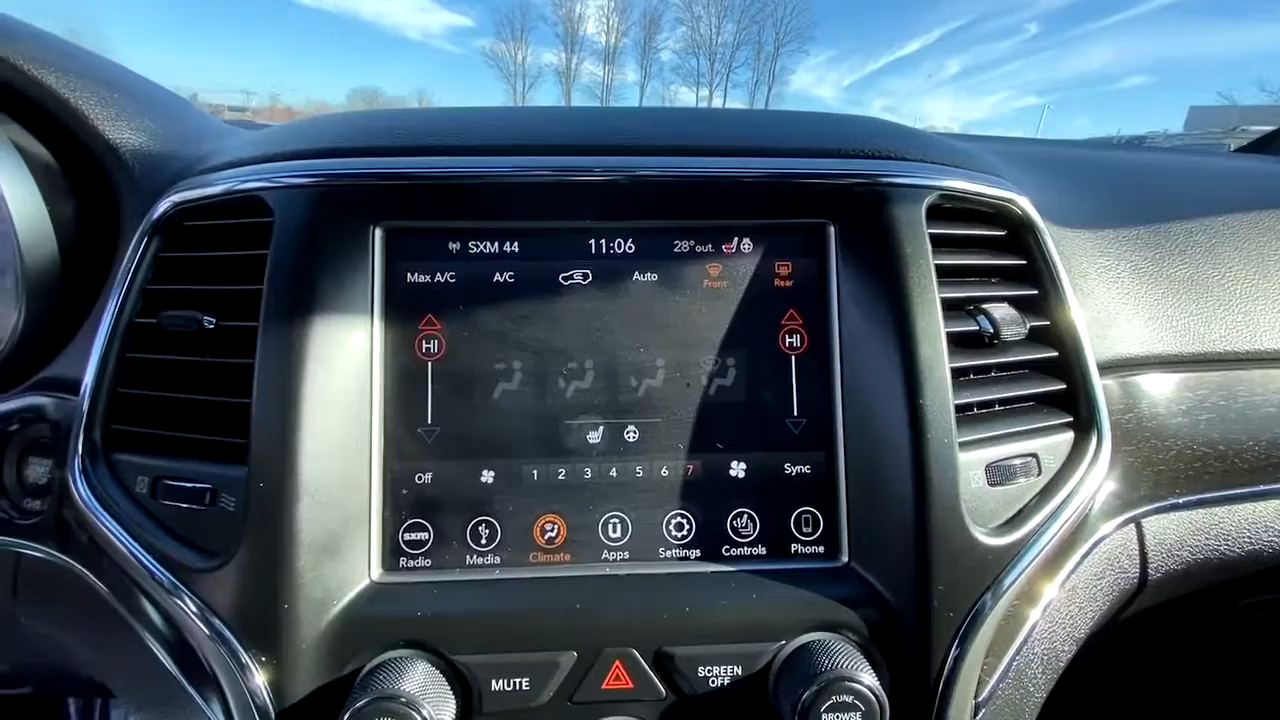 SXM 44 11:06 28° out.
Max A/C A/C Auto Front Rear
HI HI
Off 1 2 3 4 5 6 7 Sync
sxm ū
Radio Media Climate Apps Settings Controls Phone
MUTE SCREEN OFF
TUNE
BROWSE